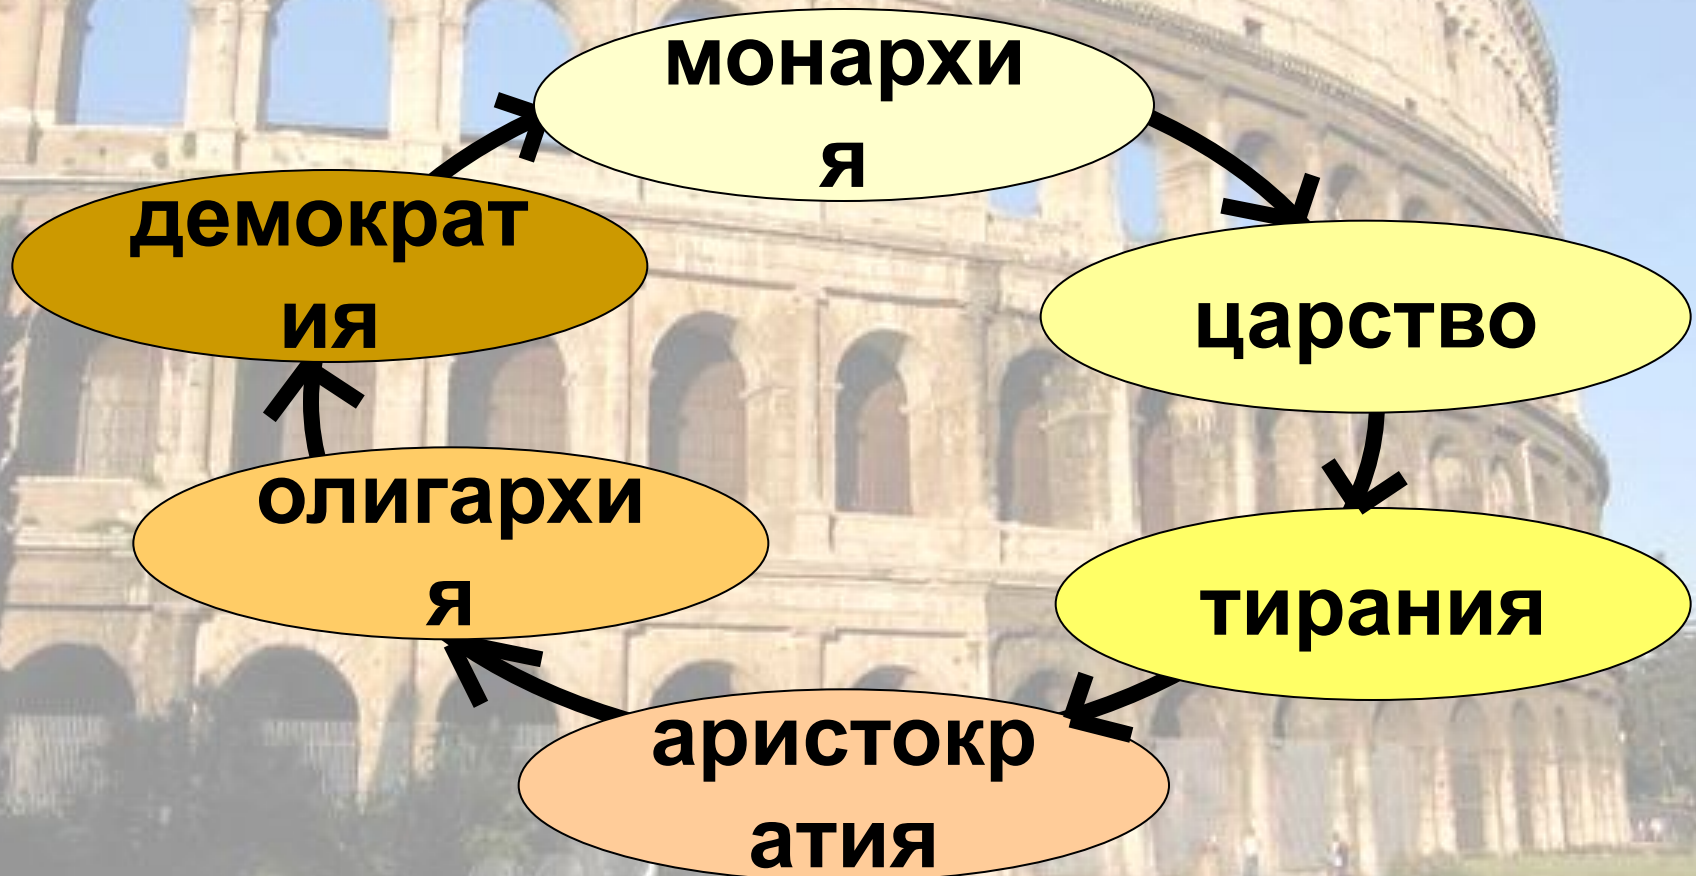 монархи
я
царство
тирания
аристокр
атия
олигархи
я
демократ
ия